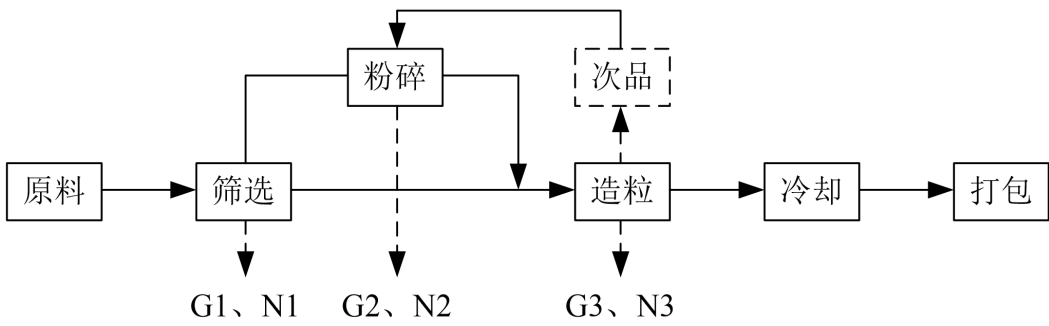 粉碎
次品
原料
筛选
造粒
冷却
打包
G1、N1
G2、N2
G3、N3